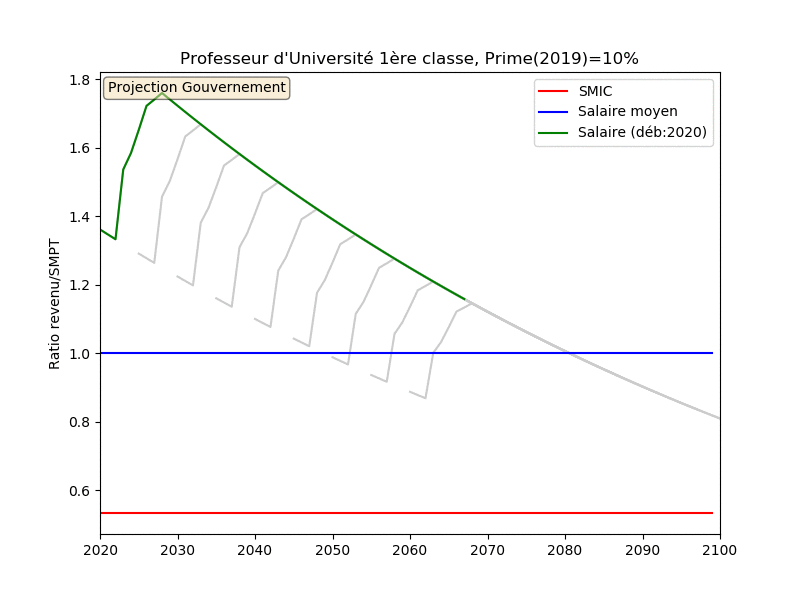 Professeur d'Université 1ère classe, Prime(2019)=10%
Projection Gouvernement
SMIC
Salaire moyen
Salaire (déb:2020)
Ratio revenu/SMPT
1.8
1.6
1.4
1.2
1.0
0.8
0.6
2020 2030 2040 2050 2060 2070 2080 2090 2100